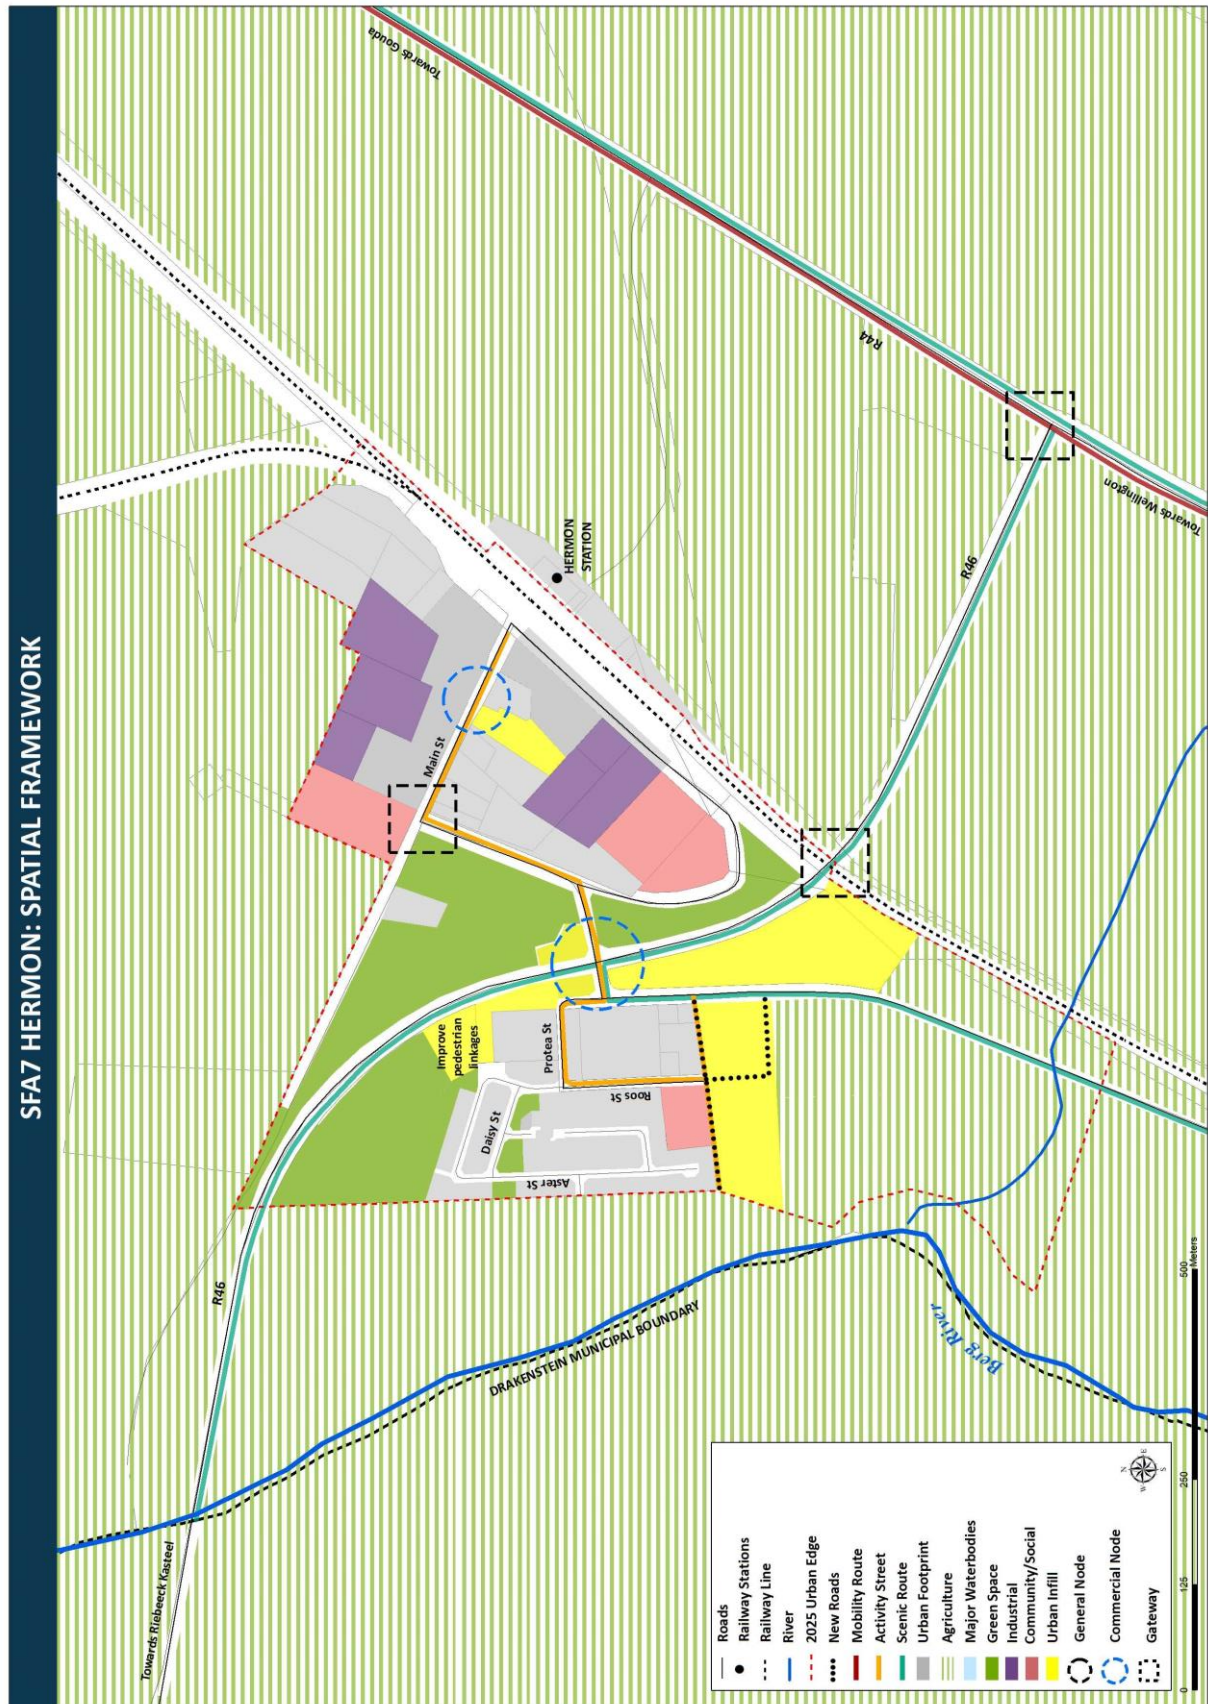 SFA7 HERMON: SPATIAL FRAMEWORK
Towards Riebeeck Kasteel
R46
DRAKENSTEIN MUNICIPAL BOUNDARY
Berg River
Aster St
Daisy St
Roos St
Protea St
Improve
pedestrian
linkages
Main St
HERMON
STATION
R46
R44
Towards Gouda
Towards Wellington
Roads
Railway Stations
Railway Line
River
2025 Urban Edge
New Roads
Mobility Route
Activity Street
Scenic Route
Urban Footprint
Agriculture
Major Waterbodies
Green Space
Industrial
Community/Social
Urban Infill
General Node
Commercial Node
Gateway
N
E
S
W
0 125 250 500
Meters